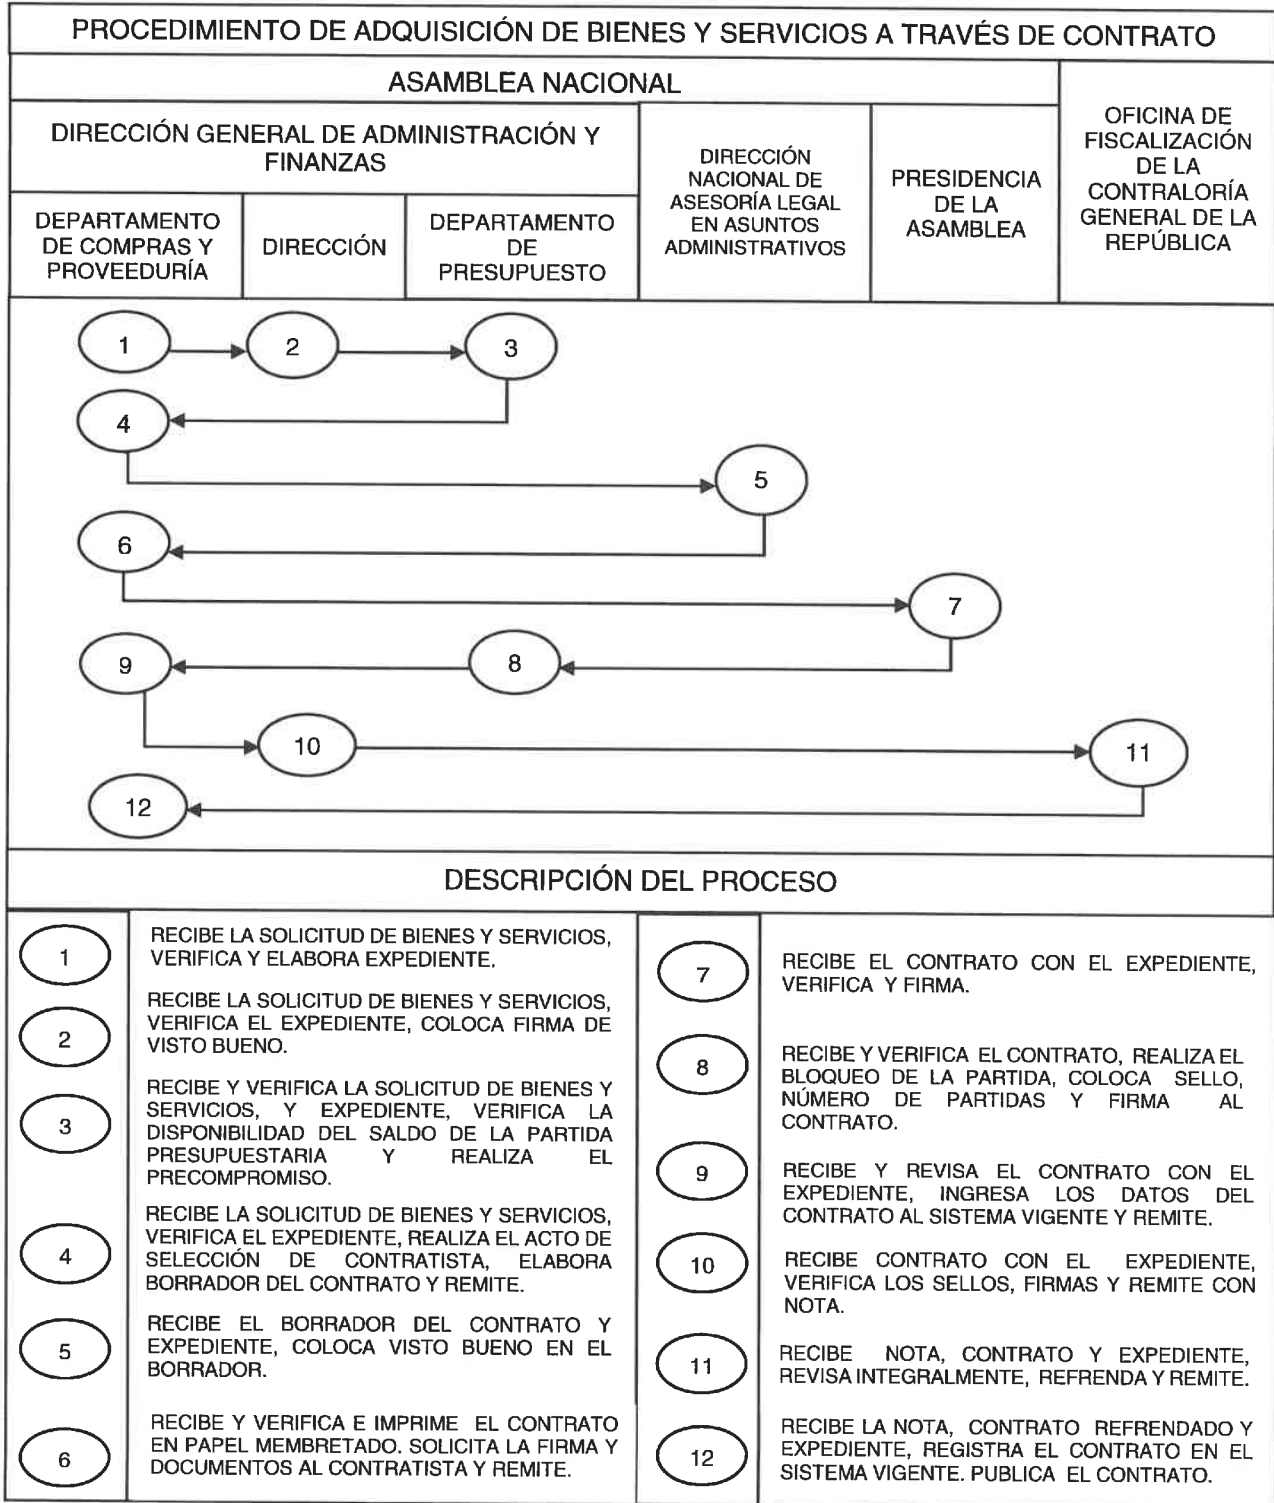 PROCEDIMIENTO DE ADQUISICIÓN DE BIENES Y SERVICIOS A TRAVÉS DE CONTRATO
ASAMBLEA NACIONAL
DIRECCIÓN GENERAL DE ADMINISTRACIÓN Y
FINANZAS
DEPARTAMENTO
DE COMPRAS Y
PROVEEDURÍA
DIRECCIÓN
DEPARTAMENTO
DE
PRESUPUESTO
DIRECCIÓN
NACIONAL DE
ASESORÍA LEGAL
EN ASUNTOS
ADMINISTRATIVOS
PRESIDENCIA
DE LA
ASAMBLEA
OFICINA DE
FISCALIZACIÓN
DE LA
CONTRALORÍA
GENERAL DE LA
REPÚBLICA
1
2
3
4
5
6
7
9
8
10
11
12
DESCRIPCIÓN DEL PROCESO
1
RECIBE LA SOLICITUD DE BIENES Y SERVICIOS,
VERIFICA Y ELABORA EXPEDIENTE.
2
RECIBE LA SOLICITUD DE BIENES Y SERVICIOS,
VERIFICA EL EXPEDIENTE, COLOCA FIRMA DE
VISTO BUENO.
3
RECIBE Y VERIFICA LA SOLICITUD DE BIENES Y
SERVICIOS, Y EXPEDIENTE, VERIFICA LA
DISPONIBILIDAD DEL SALDO DE LA PARTIDA
PRESUPUESTARIA Y REALIZA EL
PRECOMPROMISO.
4
RECIBE LA SOLICITUD DE BIENES Y SERVICIOS,
VERIFICA EL EXPEDIENTE, REALIZA EL ACTO DE
SELECCIÓN DE CONTRATISTA, ELABORA
BORRADOR DEL CONTRATO Y REMITE.
5
RECIBE EL BORRADOR DEL CONTRATO Y
EXPEDIENTE, COLOCA VISTO BUENO EN EL
BORRADOR.
6
RECIBE Y VERIFICA E IMPRIME EL CONTRATO
EN PAPEL MEMBRETADO. SOLICITA LA FIRMA Y
DOCUMENTOS AL CONTRATISTA Y REMITE.
7
RECIBE EL CONTRATO CON EL EXPEDIENTE,
VERIFICA Y FIRMA.
8
RECIBE Y VERIFICA EL CONTRATO, REALIZA EL
BLOQUEO DE LA PARTIDA, COLOCA SELLO,
NÚMERO DE PARTIDAS Y FIRMA AL
CONTRATO.
9
RECIBE Y REVISA EL CONTRATO CON EL
EXPEDIENTE, INGRESA LOS DATOS DEL
CONTRATO AL SISTEMA VIGENTE Y REMITE.
10
RECIBE CONTRATO CON EL EXPEDIENTE,
VERIFICA LOS SELLOS, FIRMAS Y REMITE CON
NOTA.
11
RECIBE NOTA, CONTRATO Y EXPEDIENTE,
REVISA INTEGRALMENTE, REFRENDA Y REMITE.
12
RECIBE LA NOTA, CONTRATO REFRENDADO Y
EXPEDIENTE, REGISTRA EL CONTRATO EN EL
SISTEMA VIGENTE. PUBLICA EL CONTRATO.